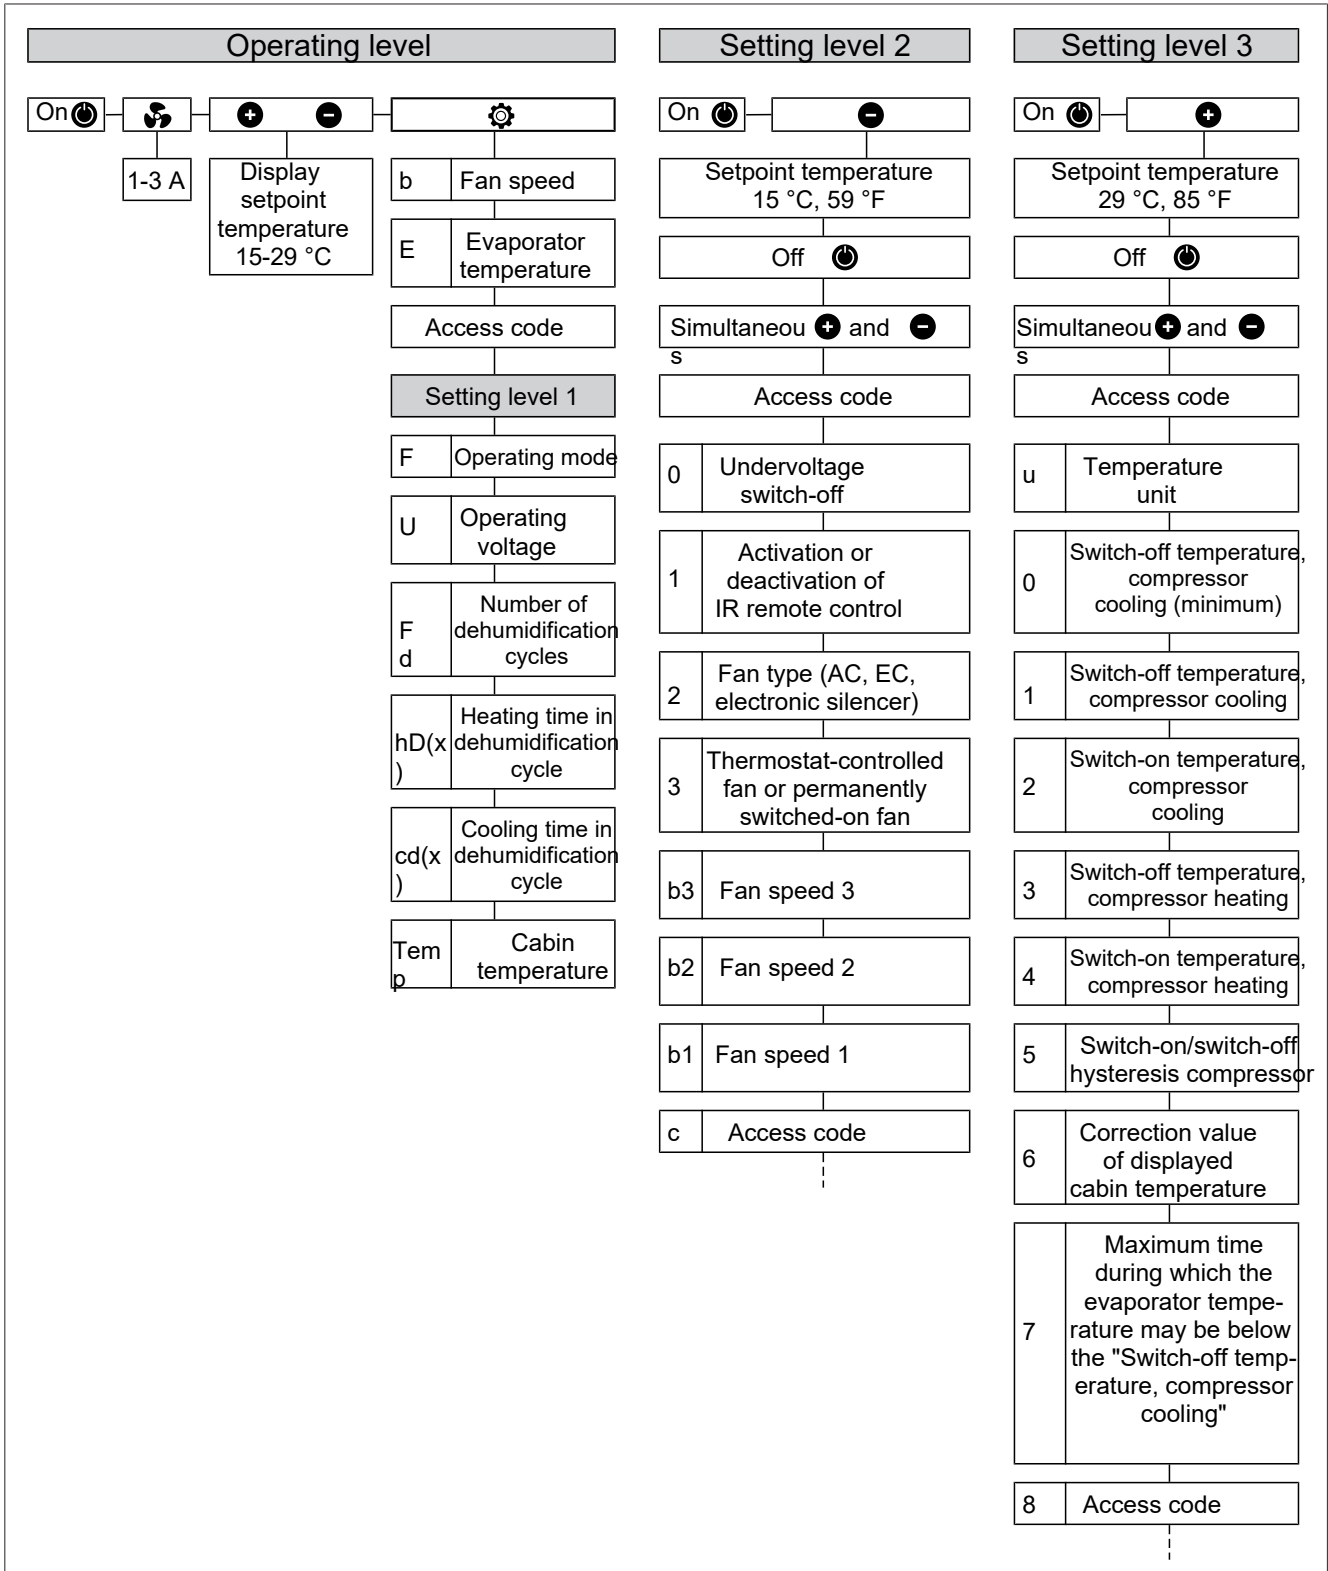 Operating level
On
1-3 A
Display
setpoint
temperature
15-29 °C
b
Fan speed
E
Evaporator
temperature
Access code
Setting level 1
F
Operating mode
U
Operating
voltage
F
d
Number of
dehumidification
cycles
hD(x
)
Heating time in
dehumidification
cycle
cd(x
)
Cooling time in
dehumidification
cycle
Tem
p
Cabin
temperature
Setting level 2
On
Setpoint temperature
15 °C, 59 °F
Off
Simultaneou and
s
Access code
0
Undervoltage
switch-off
1
Activation or
deactivation of
IR remote control
2
Fan type (AC, EC,
electronic silencer)
3
Thermostat-controlled
fan or permanently
switched-on fan
b3
Fan speed 3
b2
Fan speed 2
b1
Fan speed 1
c
Access code
Setting level 3
On
Setpoint temperature
29 °C, 85 °F
Off
Simultaneou and
s
Access code
u
Temperature
unit
0
Switch-off temperature,
compressor
cooling (minimum)
1
Switch-off temperature,
compressor cooling
2
Switch-on temperature,
compressor
cooling
3
Switch-off temperature,
compressor heating
4
Switch-on temperature,
compressor heating
5
Switch-on/switch-off
hysteresis compressor
6
Correction value
of displayed
cabin temperature
7
Maximum time
during which the
evaporator tempe-
rature may be below
the "Switch-off temp-
erature, compressor
cooling"
8
Access code